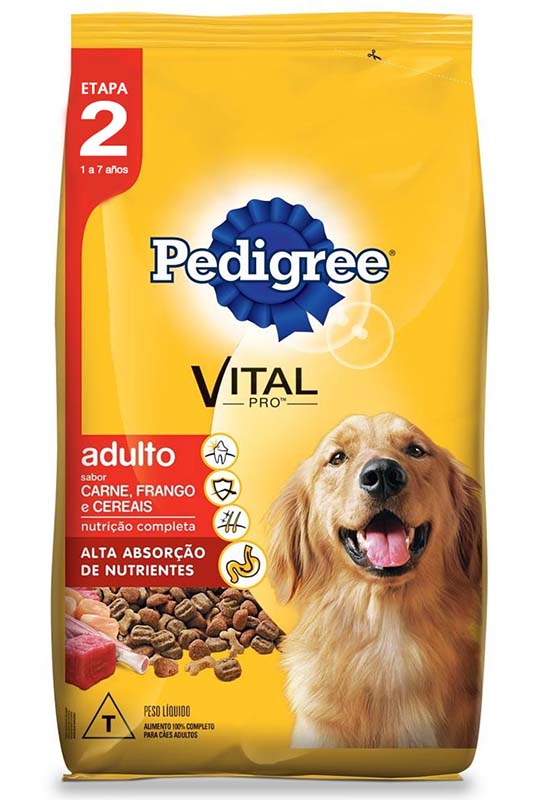 ETAPA
2
1 a 7 años
Pedigree®
VITAL
PRO™
adulto
sabor
CARNE, FRANGO
e CEREAIS
nutrição completa
ALTA ABSORÇÃO
DE NUTRIENTES
T
PESO LÍQUIDO
ALIMENTO 100% COMPLETO
PARA CÃES ADULTOS